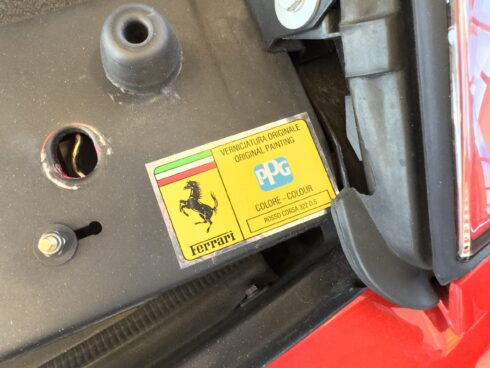 VERNICIATURA ORIGINALE
ORIGINAL PAINTING
PPG
COLORE - COLOUR
ROSSO CORSA 322 D.S
Ferrari